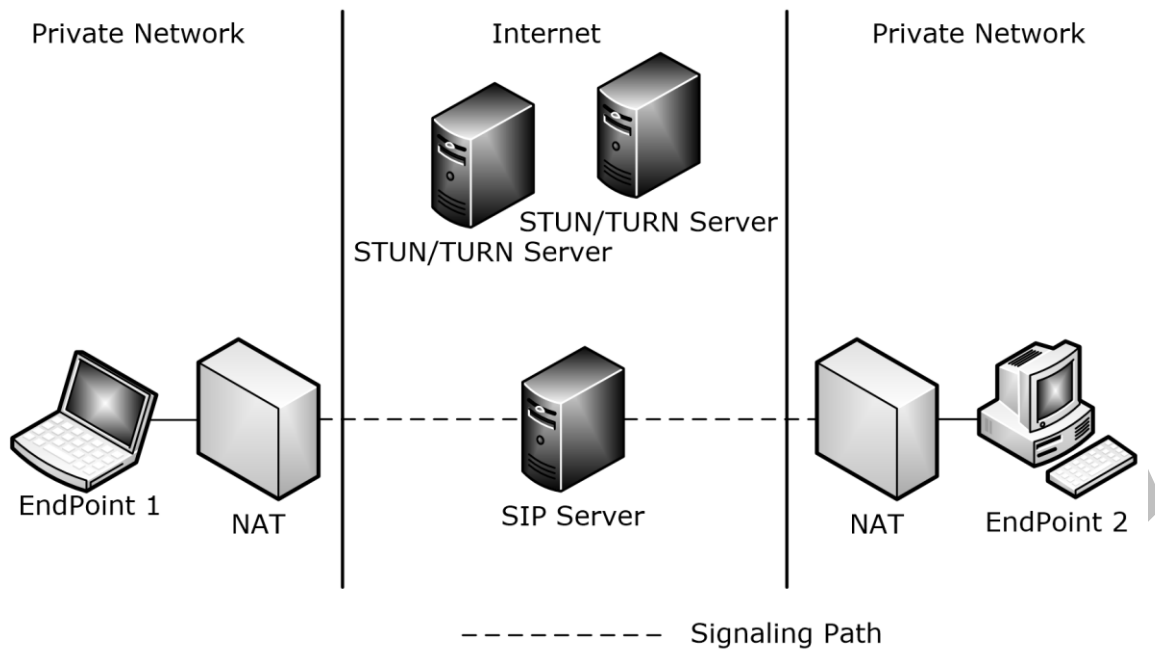 Private Network
Internet
Private Network
STUN/TURN Server
STUN/TURN Server
EndPoint 1
NAT
SIP Server
NAT
EndPoint 2
Signaling Path